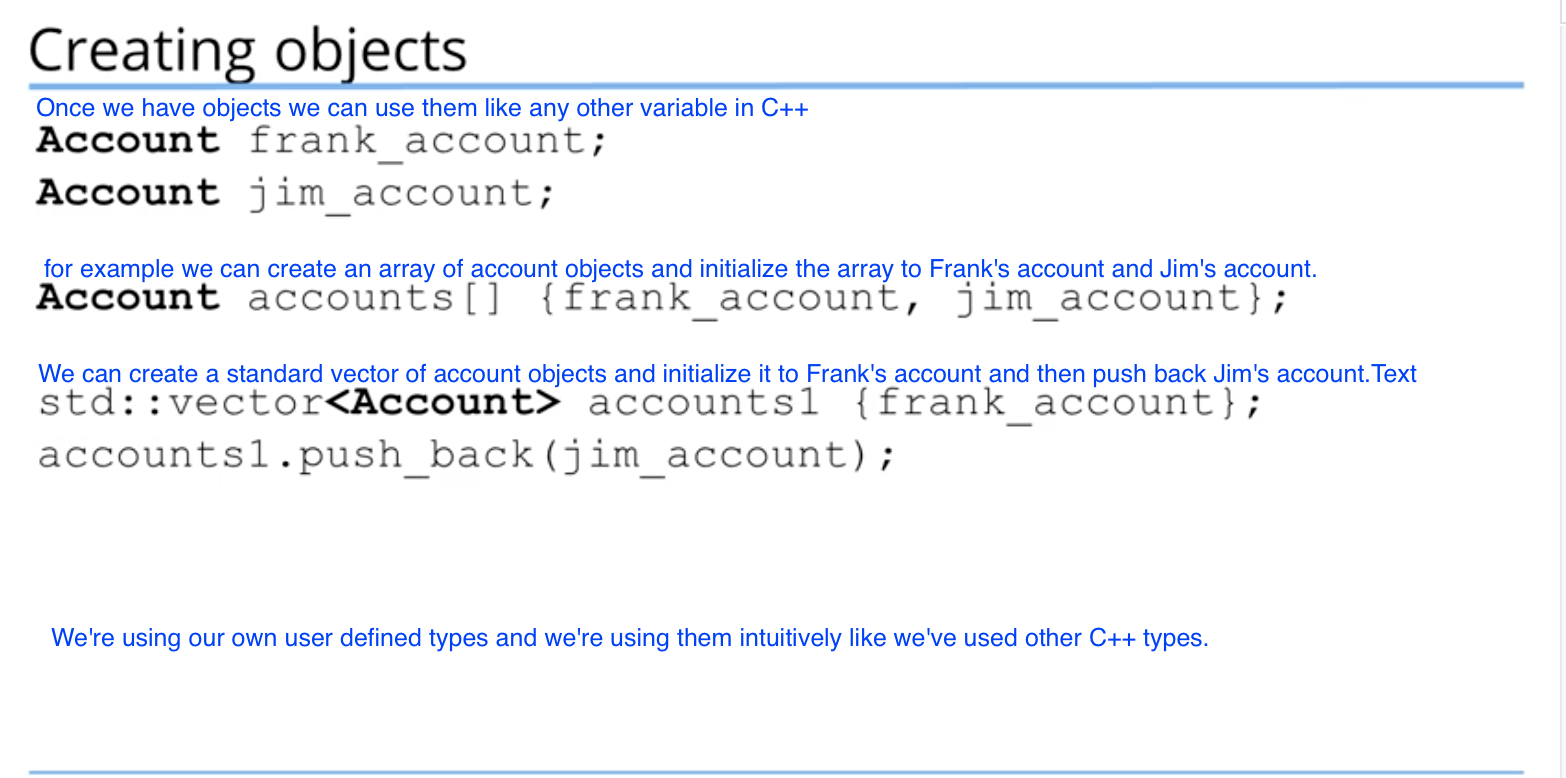 Creating objects
Once we have objects we can use them like any other variable in C++
Account frank_account;
Account jim_account;
for example we can create an array of account objects and initialize the array to Frank's account and Jim's account.
Account accounts[] {frank_account, jim_account};
We can create a standard vector of account objects and initialize it to Frank's account and then push back Jim's account.Text
std::vector<Account> accounts1 {frank_account};
accounts1.push_back(jim_account);
We're using our own user defined types and we're using them intuitively like we've used other C++ types.